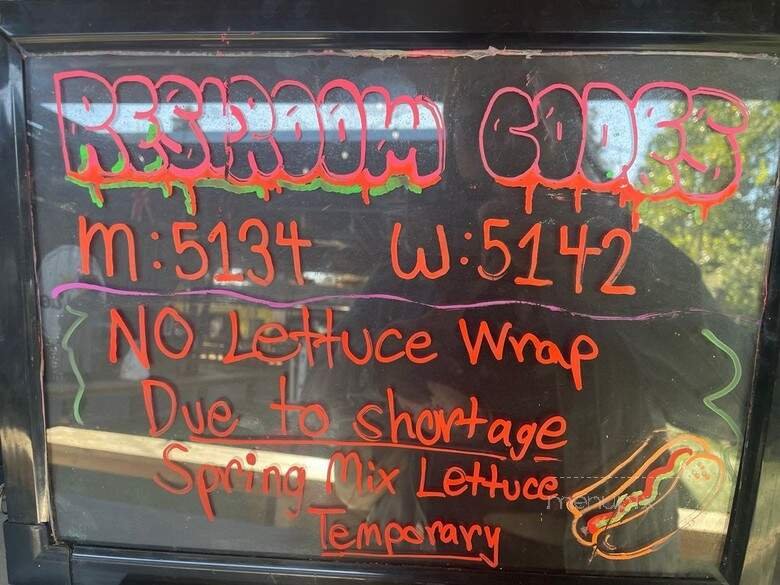 RESTROOM CODES
M:5134 W:5142
NO Lettuce Wrap
Due to shortage
Spring Mix Lettuce
Temporary